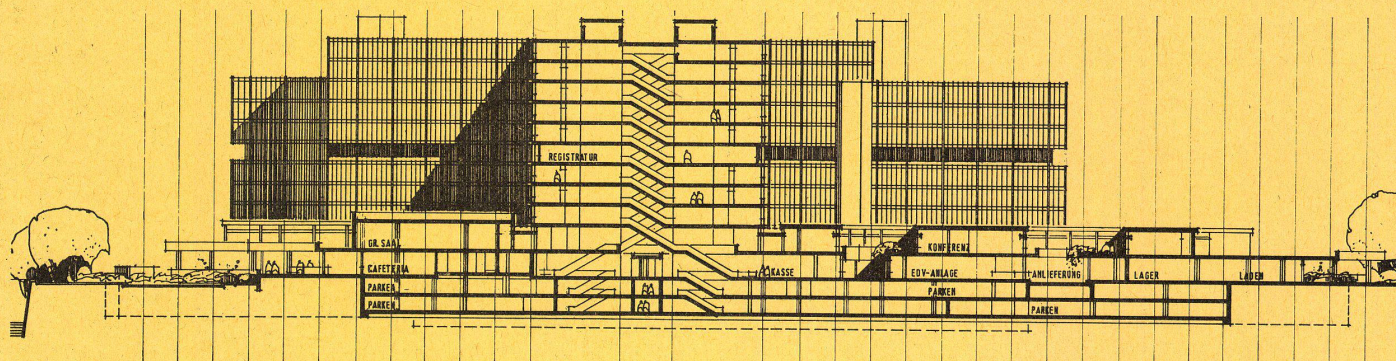 REGISTRATUR
GR. SAAL
KONFERENZ
CAFETERIA
KASSE
EDV-ANLAGE
ANLIEFERUNG
LAGER
LADEN
PARKEN
PARKEN
PARKEN
PARKEN